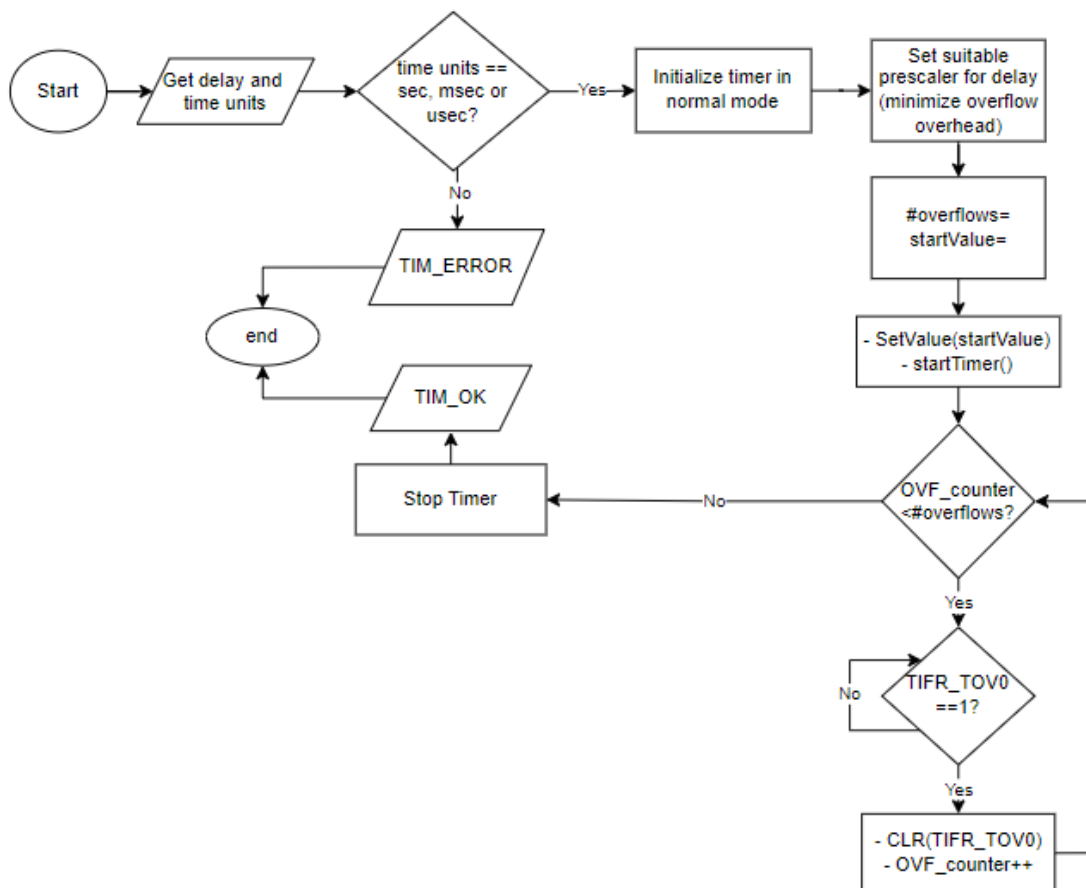 Start
Get delay and
time units
time units ==
sec, msec or
usec?
Yes
Initialize timer in
normal mode
Set suitable
prescaler for delay
(minimize overflow
overhead)
No
#overflows=
startValue=
TIM_ERROR
end
- SetValue(startValue)
- startTimer()
TIM_OK
Stop Timer
No
OVF_counter
<#overflows?
Yes
No
TIFR_TOV0
==1?
Yes
- CLR(TIFR_TOV0)
- OVF_counter++